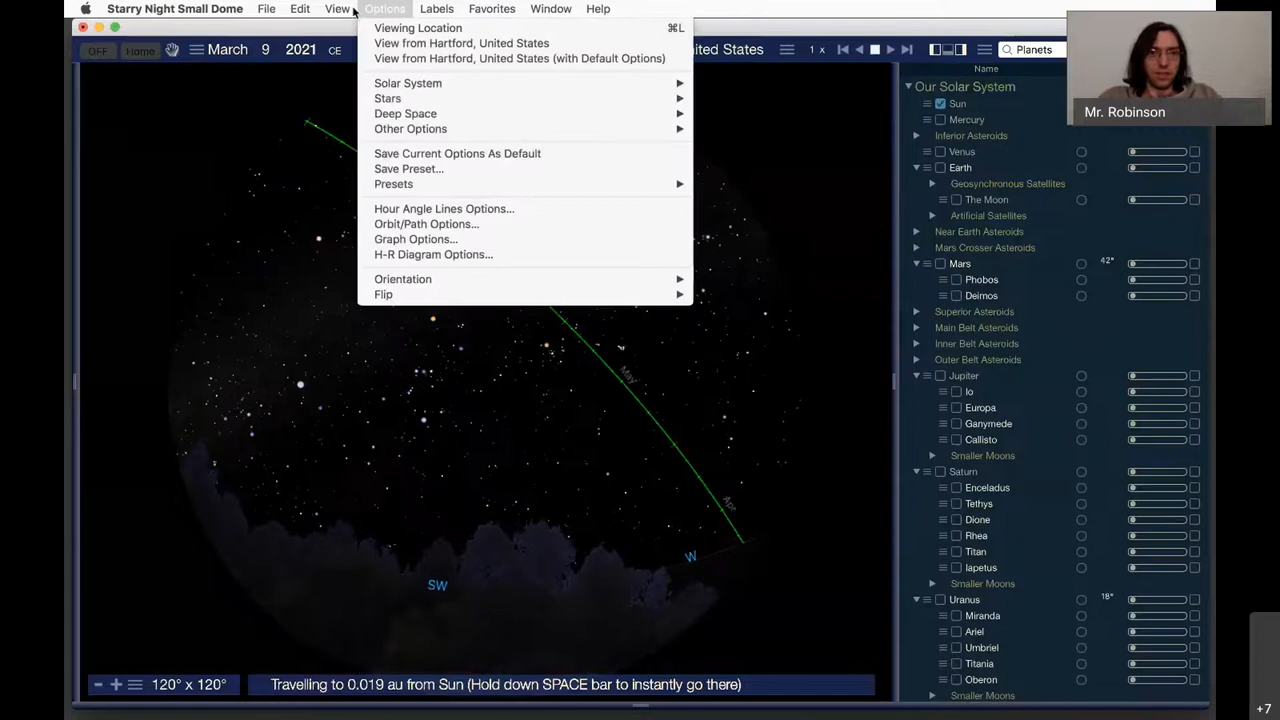 Starry Night Small Dome File Edit View Options Labels Favorites Window Help
OFF Home March 9 2021 CE
nited States 1 x Planets
Viewing Location ⌘L
View from Hartford, United States
View from Hartford, United States (with Default Options)
Solar System
Stars
Deep Space
Other Options
Save Current Options As Default
Save Preset...
Presets
Hour Angle Lines Options...
Orbit/Path Options...
Graph Options...
H-R Diagram Options...
Orientation
Flip
May
Apr
W
SW
120° x 120° Travelling to 0.019 au from Sun (Hold down SPACE bar to instantly go there)
Name
Our Solar System
Sun
Mercury
Inferior Asteroids
Venus
Earth
Geosynchronous Satellites
The Moon
Artificial Satellites
Near Earth Asteroids
Mars Crosser Asteroids
Mars 42°
Phobos
Deimos
Superior Asteroids
Main Belt Asteroids
Inner Belt Asteroids
Outer Belt Asteroids
Jupiter
Io
Europa
Ganymede
Callisto
Smaller Moons
Saturn
Enceladus
Tethys
Dione
Rhea
Titan
Iapetus
Smaller Moons
Uranus 18°
Miranda
Ariel
Umbriel
Titania
Oberon
Smaller Moons
Mr. Robinson
+7